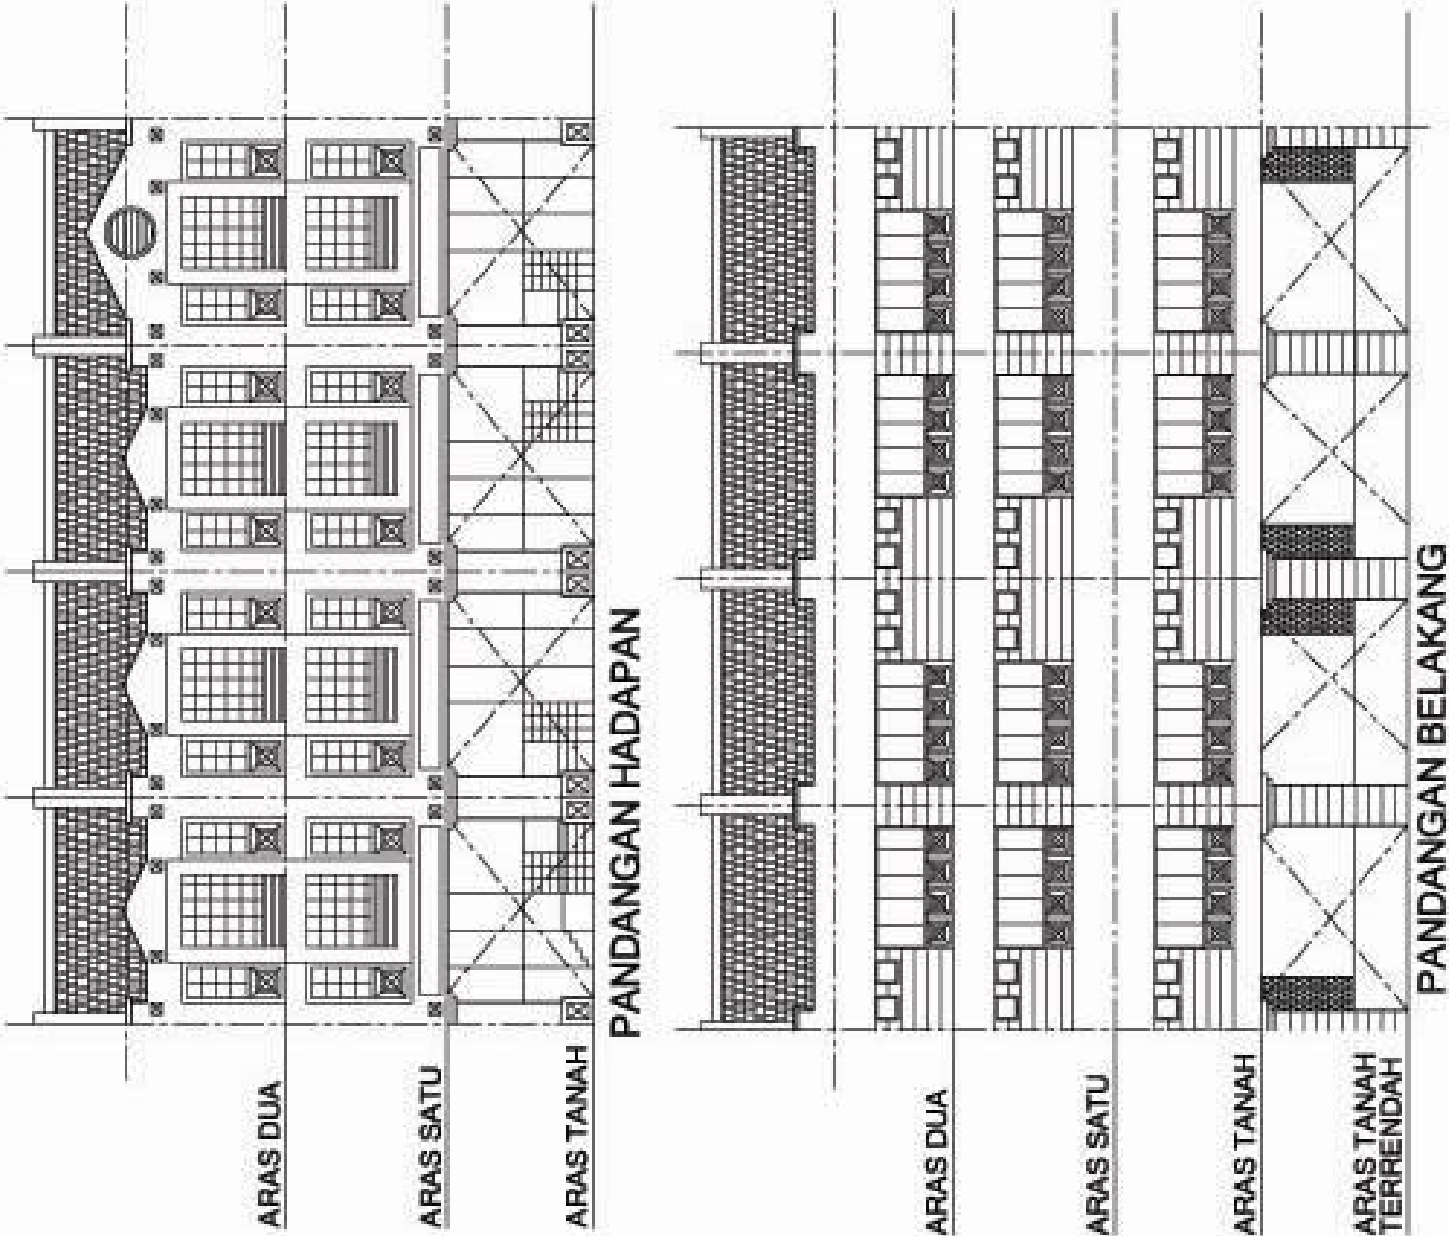 ARAS DUA
ARAS SATU
ARAS TANAH
PANDANGAN HADAPAN
ARAS DUA
ARAS SATU
ARAS TANAH
ARAS TANAH
TERRENDAH
PANDANGAN BELAKANG